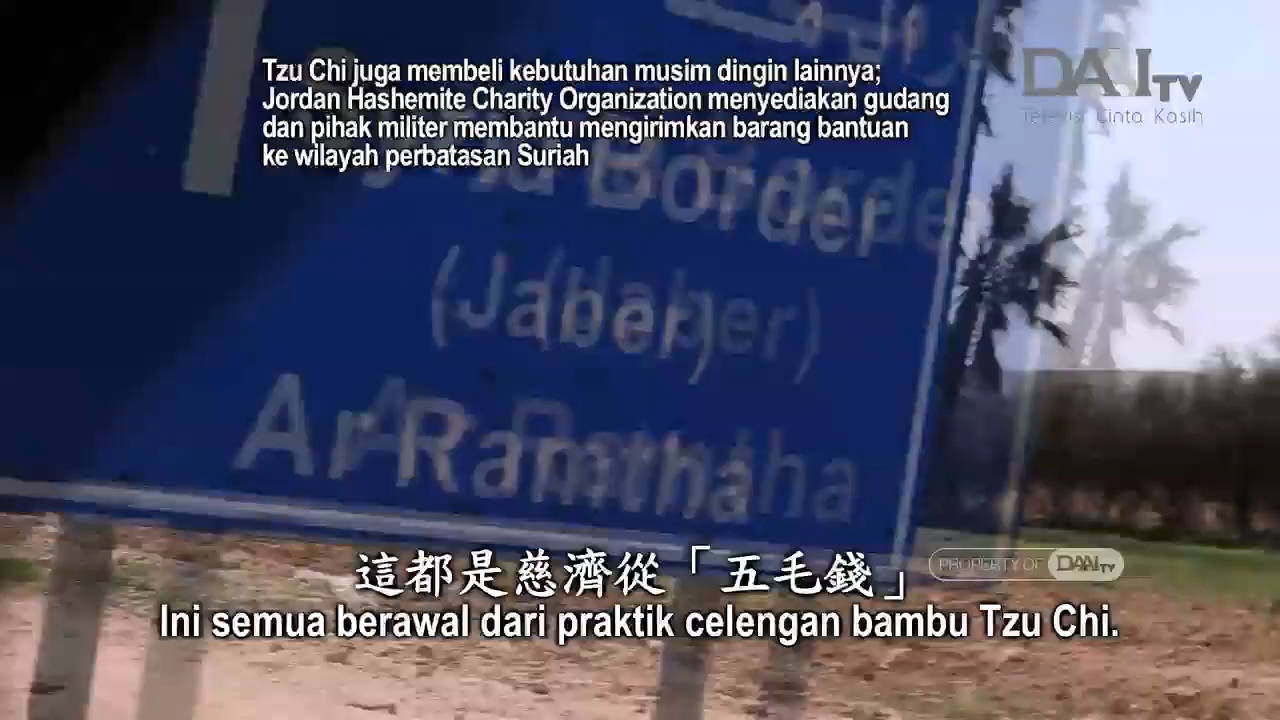 Tzu Chi juga membeli kebutuhan musim dingin lainnya;
Jordan Hashemite Charity Organization menyediakan gudang
dan pihak militer membantu mengirimkan barang bantuan
ke wilayah perbatasan Suriah
DAAI TV
Televisi Cinta Kasih
Border
(Jaber)
Ar Ramtha
PROPERTY OF DAAI TV
這都是慈濟從「五毛錢」
Ini semua berawal dari praktik celengan bambu Tzu Chi.